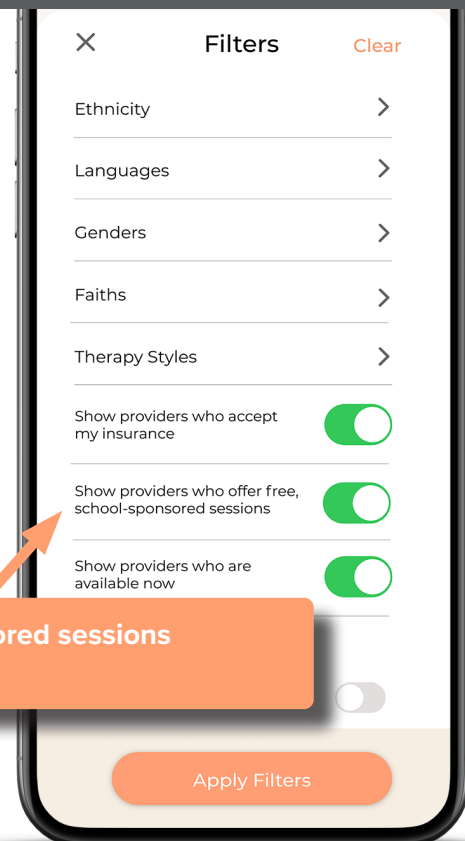 Filters
Clear
Ethnicity
Languages
Genders
Faiths
Therapy Styles
Show providers who accept
my insurance
Show providers who offer free,
school-sponsored sessions
Show providers who are
available now
sessions
Apply Filters